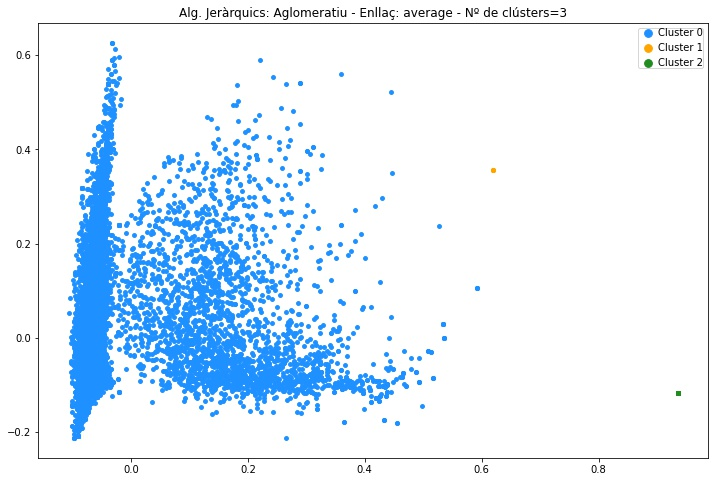 Alg. Jeràrquics: Aglomeratiu - Enllaç: average - Nº de clústers=3
Cluster 0
Cluster 1
Cluster 2
0.6
0.4
0.2
0.0
−0.2
0.0 0.2 0.4 0.6 0.8